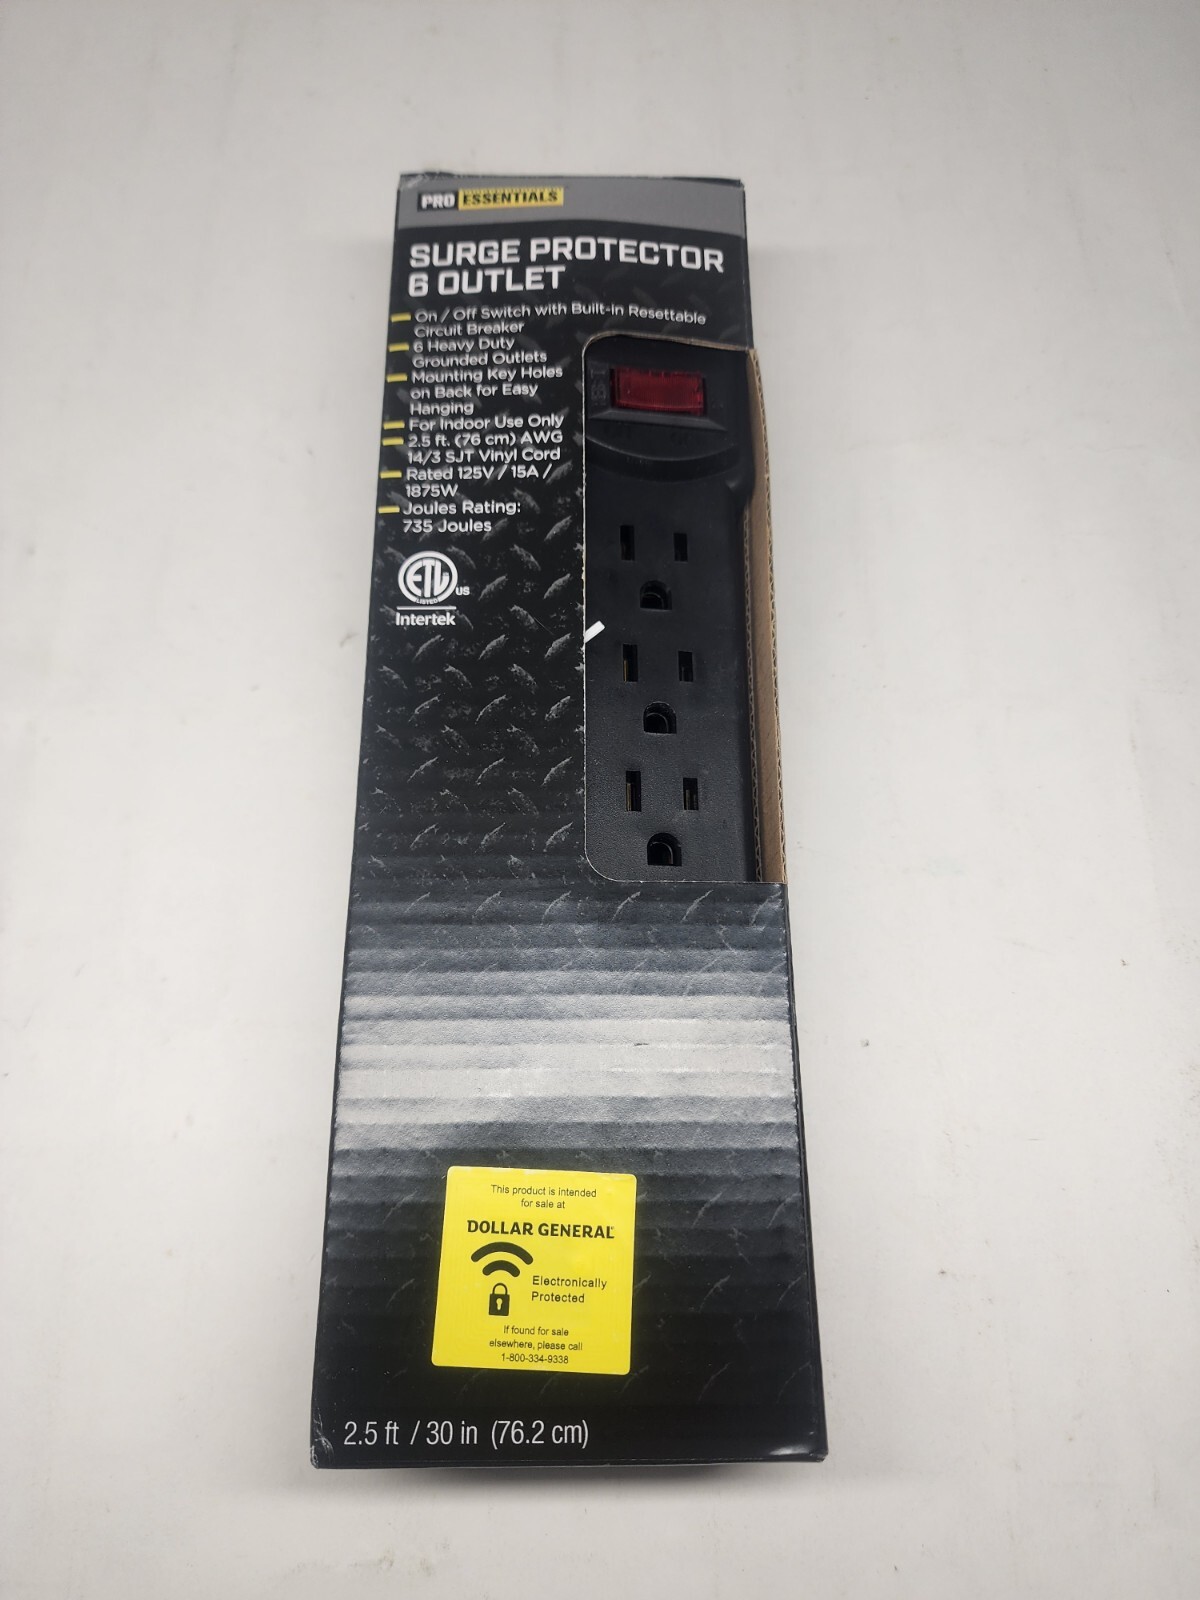 PRO ESSENTIALS
SURGE PROTECTOR
6 OUTLET
On / Off Switch with Built-in Resettable
Circuit Breaker
6 Heavy Duty
Grounded Outlets
Mounting Key Holes
on Back for Easy
Hanging
For Indoor Use Only
2.5 ft. (76 cm) AWG
14/3 SJT Vinyl Cord
Rated 125V / 15A /
1875W
Joules Rating:
735 Joules
ETL US
LISTED
Intertek
This product is intended
for sale at
DOLLAR GENERAL
Electronically
Protected
If found for sale
elsewhere, please call
1-800-334-9338
2.5 ft / 30 in (76.2 cm)